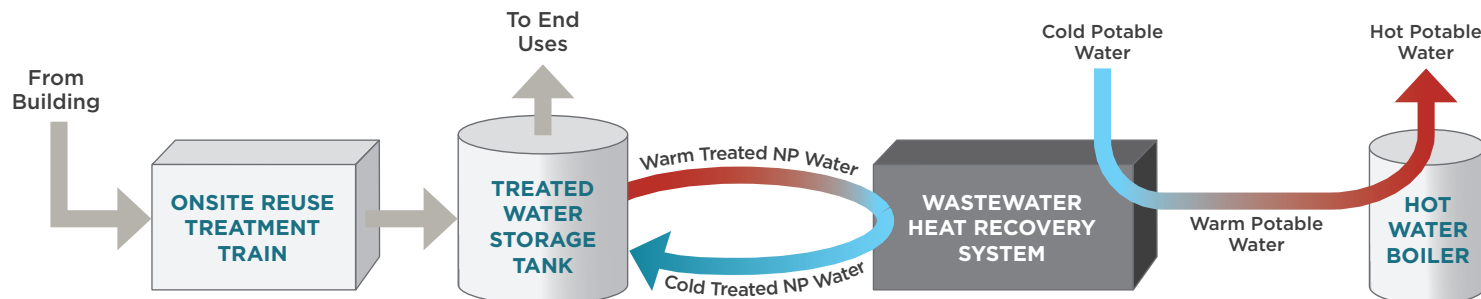 From
Building
ONSITE REUSE
TREATMENT
TRAIN
To End
Uses
TREATED
WATER
STORAGE
TANK
Warm Treated NP Water
Cold Treated NP Water
WASTEWATER
HEAT RECOVERY
SYSTEM
Cold Potable
Water
Warm Potable
Water
Hot Potable
Water
HOT
WATER
BOILER